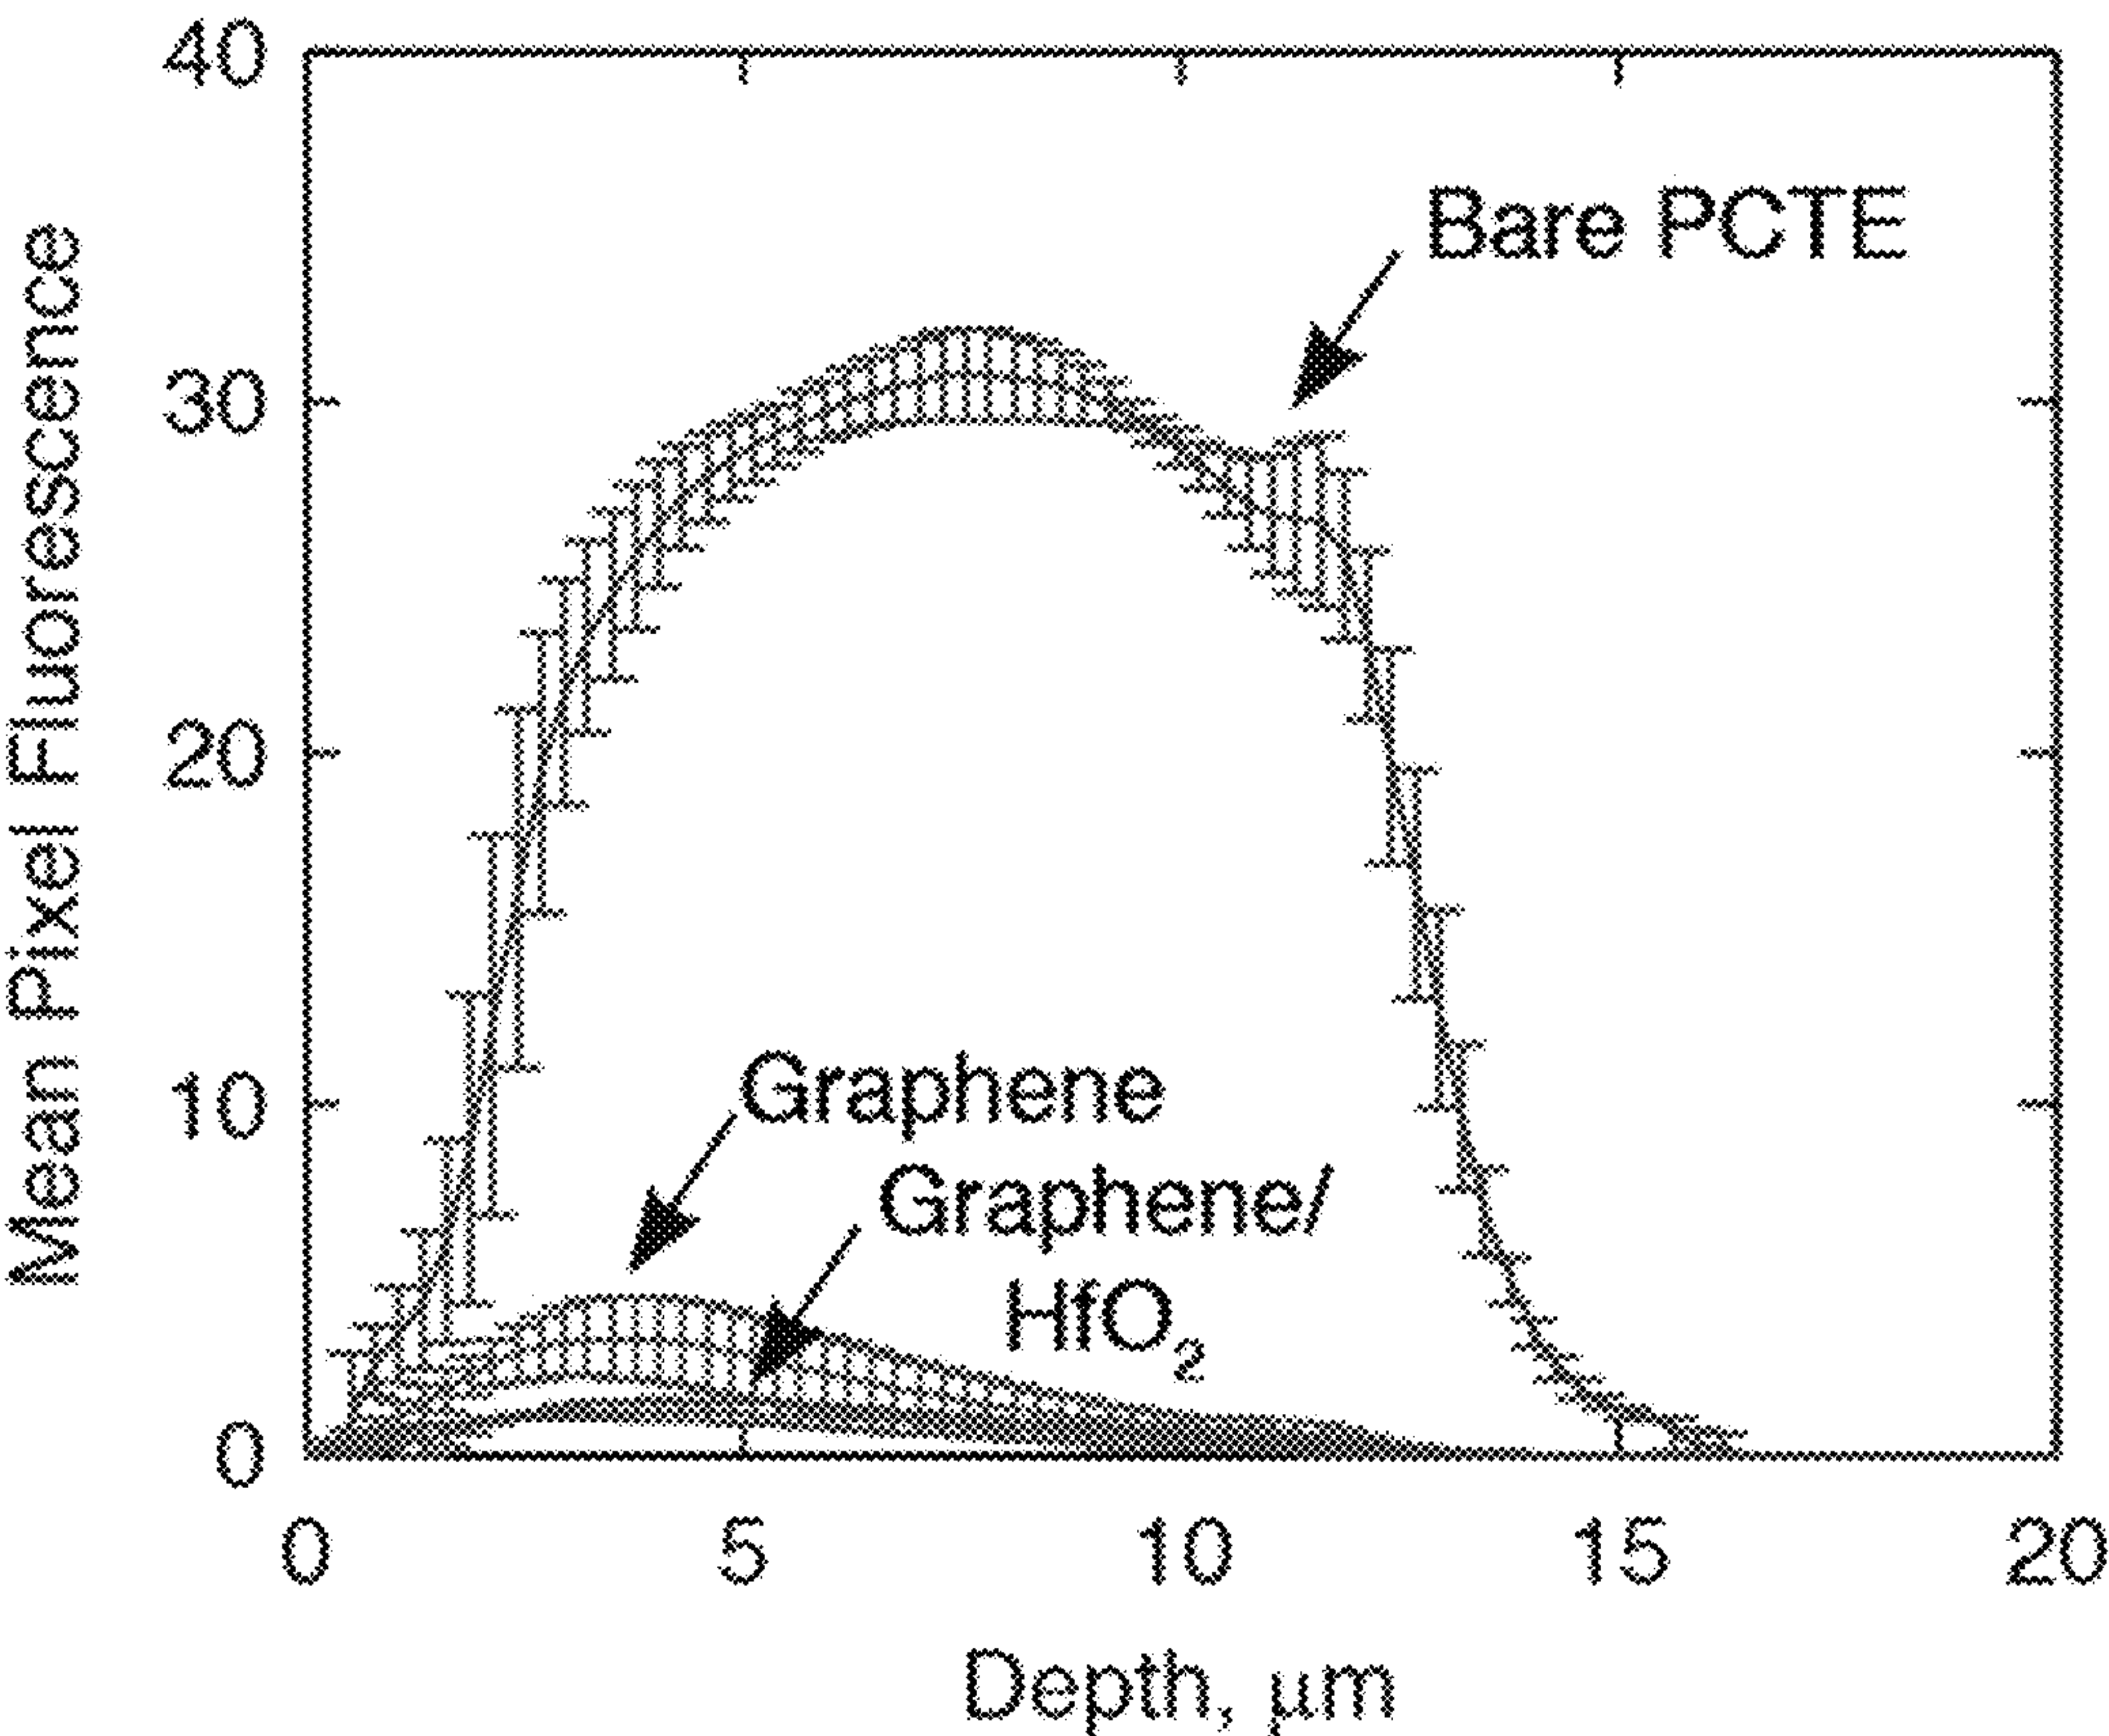 40
30
20
10
0
Mean Pixel Fluorescence
Bare PCTE
Graphene
Graphene/
HfO₂
0 5 10 15 20
Depth, μm